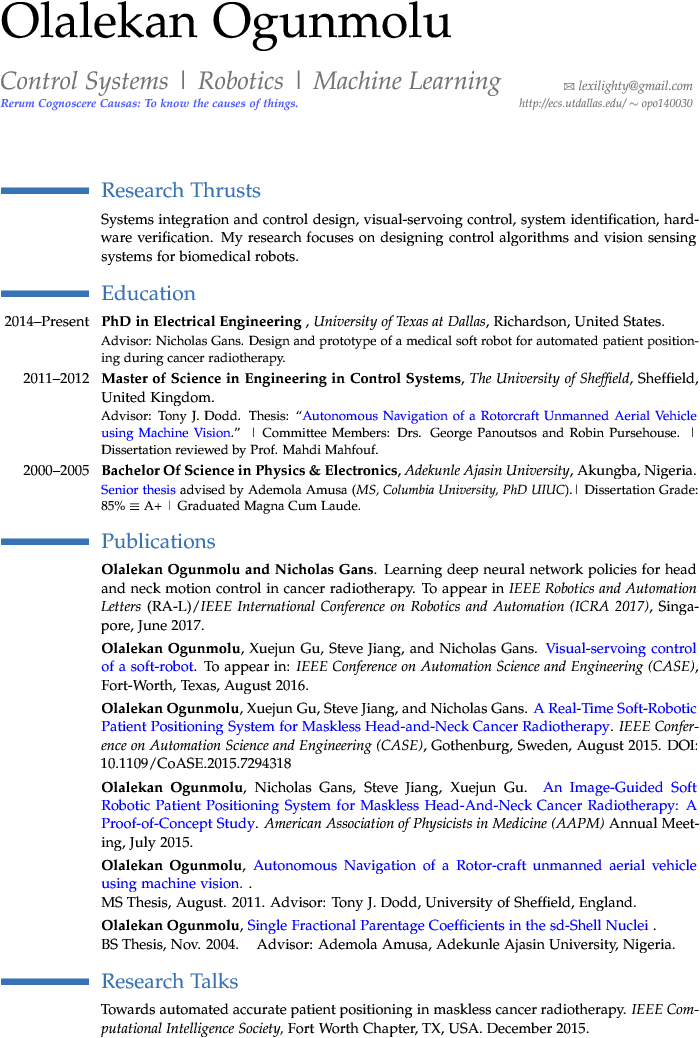 Olalekan Ogunmolu
Control Systems | Robotics | Machine Learning
✉ lexilighty@gmail.com
Rerum Cognoscere Causas: To know the causes of things.
http://ecs.utdallas.edu/ ∼ opo140030
Research Thrusts
Systems integration and control design, visual-servoing control, system identification, hard-
ware verification. My research focuses on designing control algorithms and vision sensing
systems for biomedical robots.
Education
2014–Present PhD in Electrical Engineering , University of Texas at Dallas, Richardson, United States.
Advisor: Nicholas Gans. Design and prototype of a medical soft robot for automated patient position-
ing during cancer radiotherapy.
2011–2012 Master of Science in Engineering in Control Systems, The University of Sheffield, Sheffield,
United Kingdom.
Advisor: Tony J. Dodd. Thesis: “Autonomous Navigation of a Rotorcraft Unmanned Aerial Vehicle
using Machine Vision.” | Committee Members: Drs. George Panoutsos and Robin Pursehouse. |
Dissertation reviewed by Prof. Mahdi Mahfouf.
2000–2005 Bachelor Of Science in Physics & Electronics, Adekunle Ajasin University, Akungba, Nigeria.
Senior thesis advised by Ademola Amusa (MS, Columbia University, PhD UIUC).| Dissertation Grade:
85% ≡ A+ | Graduated Magna Cum Laude.
Publications
Olalekan Ogunmolu and Nicholas Gans. Learning deep neural network policies for head
and neck motion control in cancer radiotherapy. To appear in IEEE Robotics and Automation
Letters (RA-L)/IEEE International Conference on Robotics and Automation (ICRA 2017), Singa-
pore, June 2017.
Olalekan Ogunmolu, Xuejun Gu, Steve Jiang, and Nicholas Gans. Visual-servoing control
of a soft-robot. To appear in: IEEE Conference on Automation Science and Engineering (CASE),
Fort-Worth, Texas, August 2016.
Olalekan Ogunmolu, Xuejun Gu, Steve Jiang, and Nicholas Gans. A Real-Time Soft-Robotic
Patient Positioning System for Maskless Head-and-Neck Cancer Radiotherapy. IEEE Confer-
ence on Automation Science and Engineering (CASE), Gothenburg, Sweden, August 2015. DOI:
10.1109/CoASE.2015.7294318
Olalekan Ogunmolu, Nicholas Gans, Steve Jiang, Xuejun Gu. An Image-Guided Soft
Robotic Patient Positioning System for Maskless Head-And-Neck Cancer Radiotherapy: A
Proof-of-Concept Study. American Association of Physicists in Medicine (AAPM) Annual Meet-
ing, July 2015.
Olalekan Ogunmolu, Autonomous Navigation of a Rotor-craft unmanned aerial vehicle
using machine vision. .
MS Thesis, August. 2011. Advisor: Tony J. Dodd, University of Sheffield, England.
Olalekan Ogunmolu, Single Fractional Parentage Coefficients in the sd-Shell Nuclei .
BS Thesis, Nov. 2004. Advisor: Ademola Amusa, Adekunle Ajasin University, Nigeria.
Research Talks
Towards automated accurate patient positioning in maskless cancer radiotherapy. IEEE Com-
putational Intelligence Society, Fort Worth Chapter, TX, USA. December 2015.